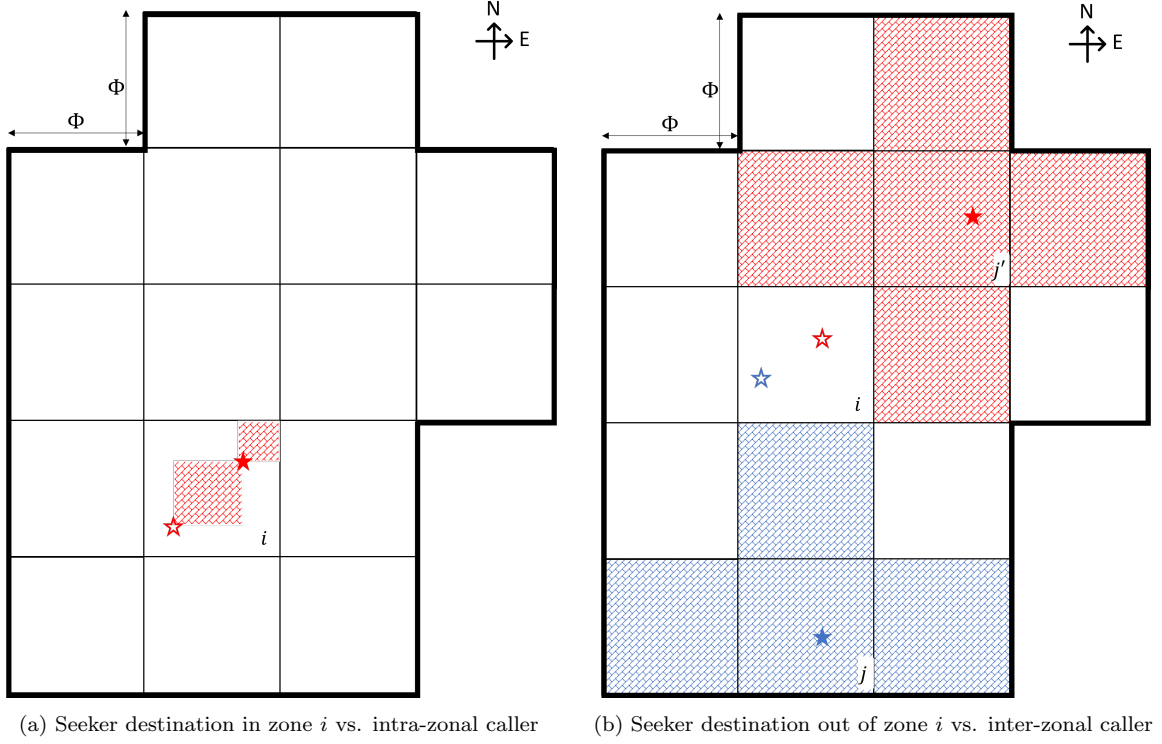 N
E
Φ
Φ
i
(a) Seeker destination in zone i vs. intra-zonal caller
N
E
Φ
Φ
j′
i
j
(b) Seeker destination out of zone i vs. inter-zonal caller